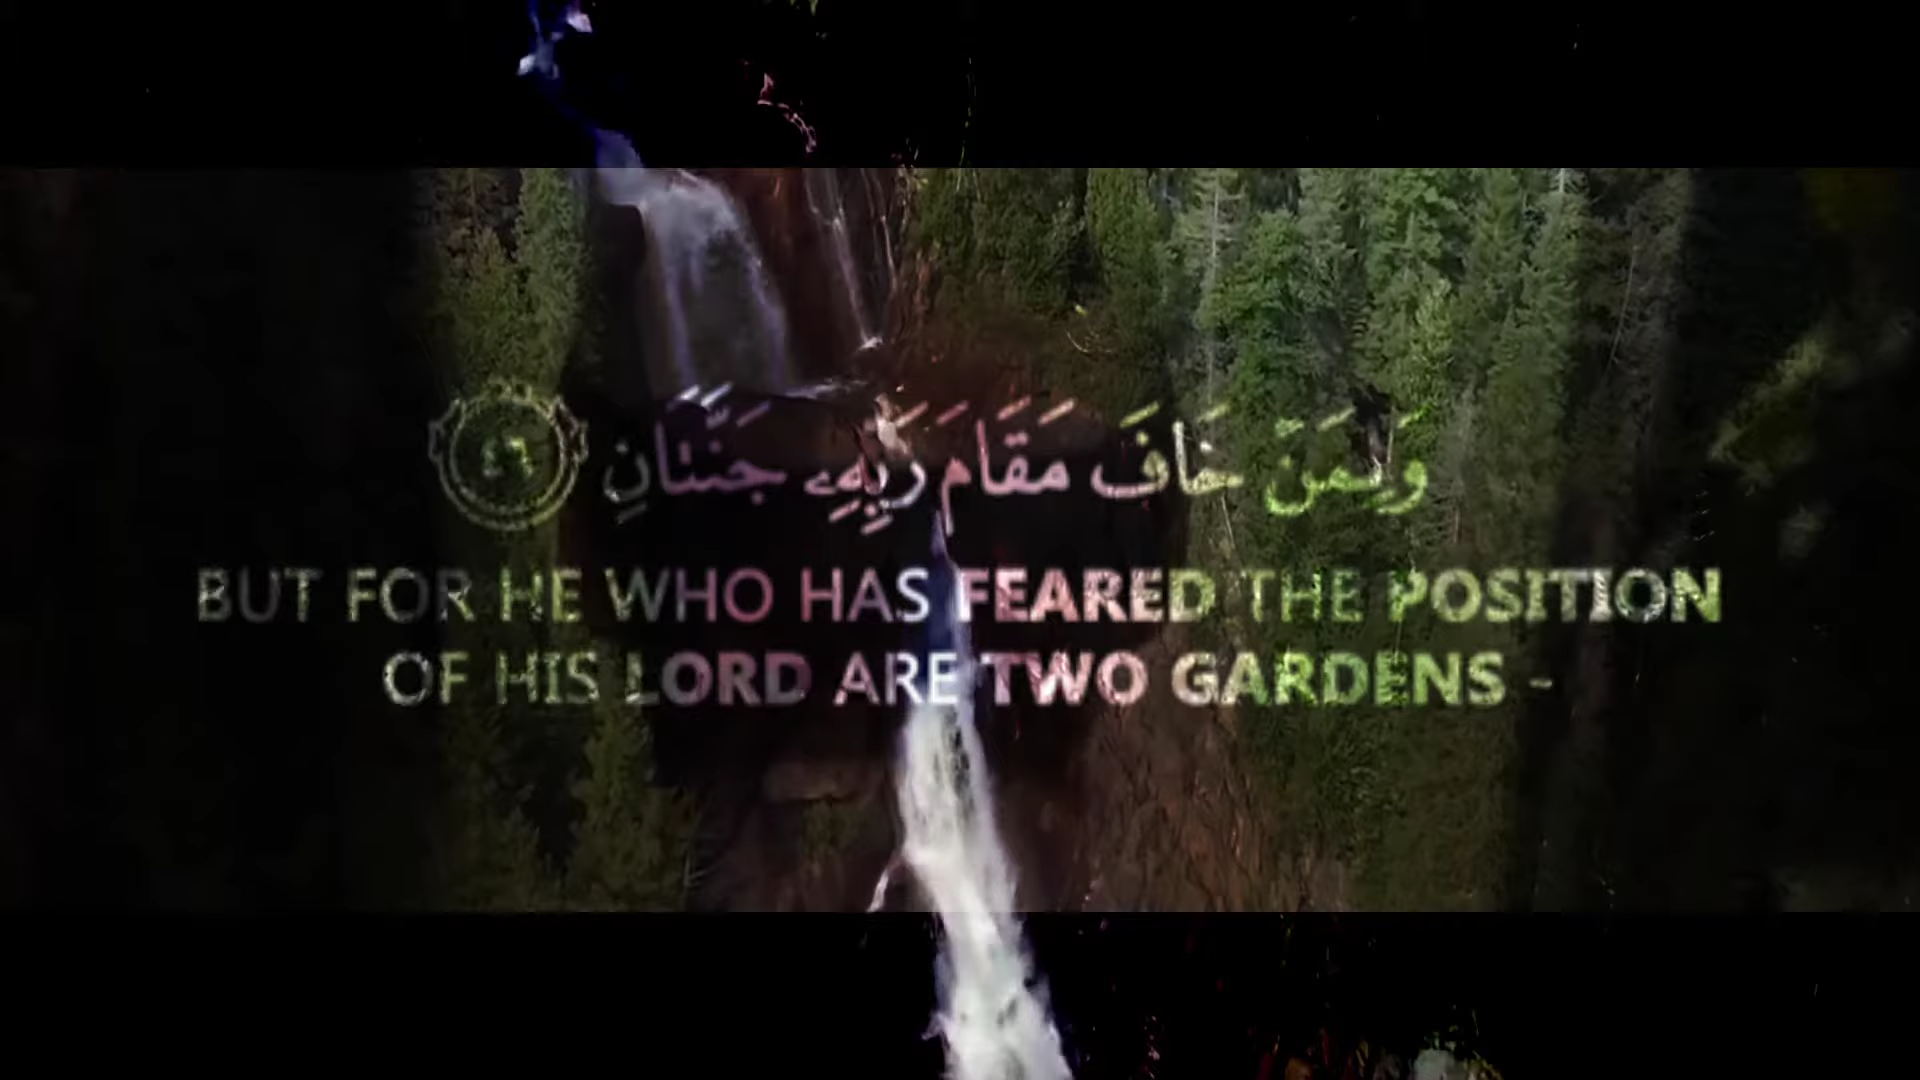 وَلِمَنْ خَافَ مَقَامَ رَبِّهِۦ جَنَّتَانِ ٤٦
BUT FOR HE WHO HAS FEARED THE POSITION
OF HIS LORD ARE TWO GARDENS -